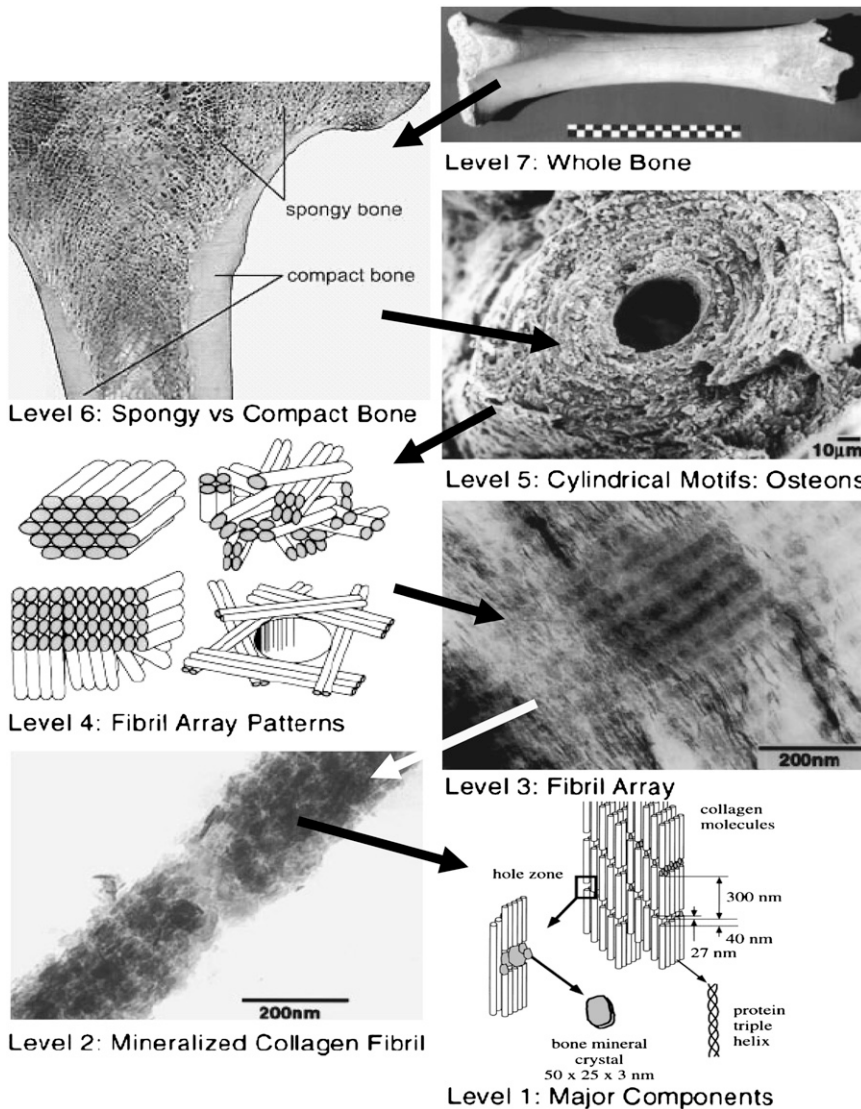 Level 7: Whole Bone
spongy bone
compact bone
Level 6: Spongy vs Compact Bone
10μm
Level 5: Cylindrical Motifs: Osteons
Level 4: Fibril Array Patterns
200nm
Level 3: Fibril Array
200nm
Level 2: Mineralized Collagen Fibril
collagen
molecules
hole zone
300 nm
40 nm
27 nm
bone mineral
crystal
50 x 25 x 3 nm
protein
triple
helix
Level 1: Major Components